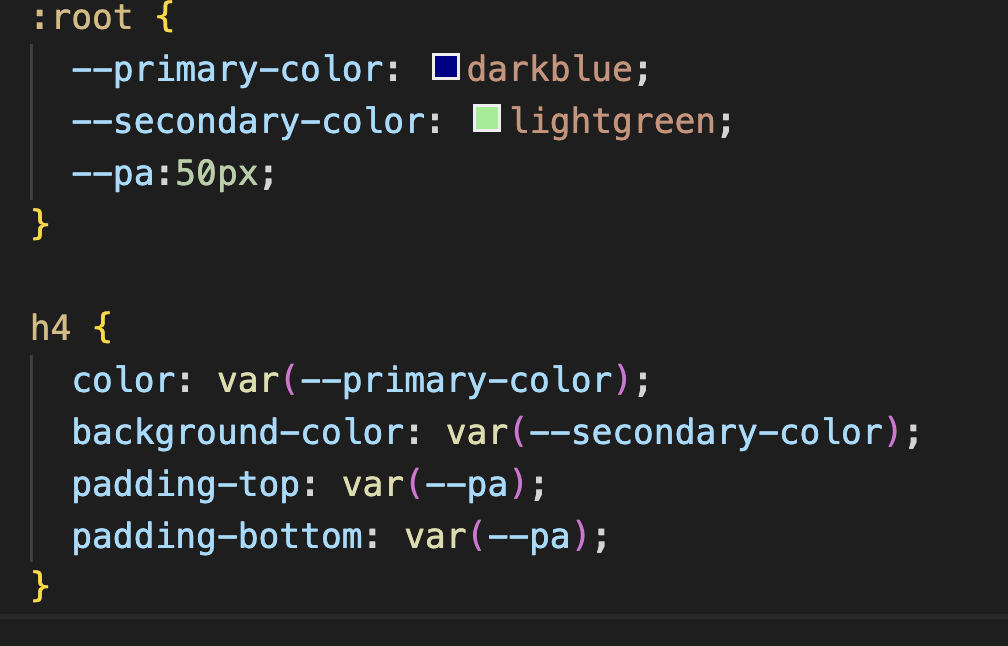 :root {
--primary-color: darkblue;
--secondary-color: lightgreen;
--pa:50px;
}
h4 {
color: var(--primary-color);
background-color: var(--secondary-color);
padding-top: var(--pa);
padding-bottom: var(--pa);
}